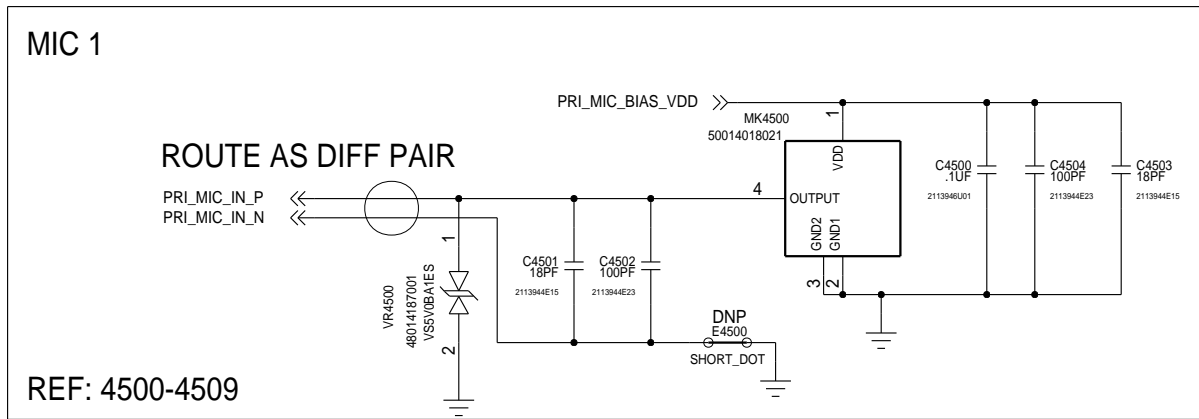 MIC 1
PRI_MIC_BIAS_VDD
MK4500
50014018021
1
VDD
C4500
.1UF
2113946U01
C4504
100PF
2113944E23
C4503
18PF
2113944E15
ROUTE AS DIFF PAIR
PRI_MIC_IN_P
PRI_MIC_IN_N
4
OUTPUT
GND2
GND1
3
2
1
VR4500
48014187001
VS5V0BA1ES
2
C4501
18PF
2113944E15
C4502
100PF
2113944E23
DNP
E4500
SHORT_DOT
REF: 4500-4509